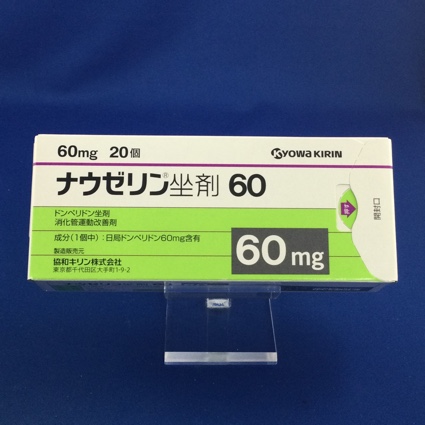 60mg 20個
KYOWA KIRIN
ナウゼリン®坐剤 60
ドンペリドン坐剤
消化管運動改善剤
成分(1個中):日局ドンペリドン60mg含有
60mg
製造販売元
協和キリン株式会社
東京都千代田区大手町1-9-2
開封口